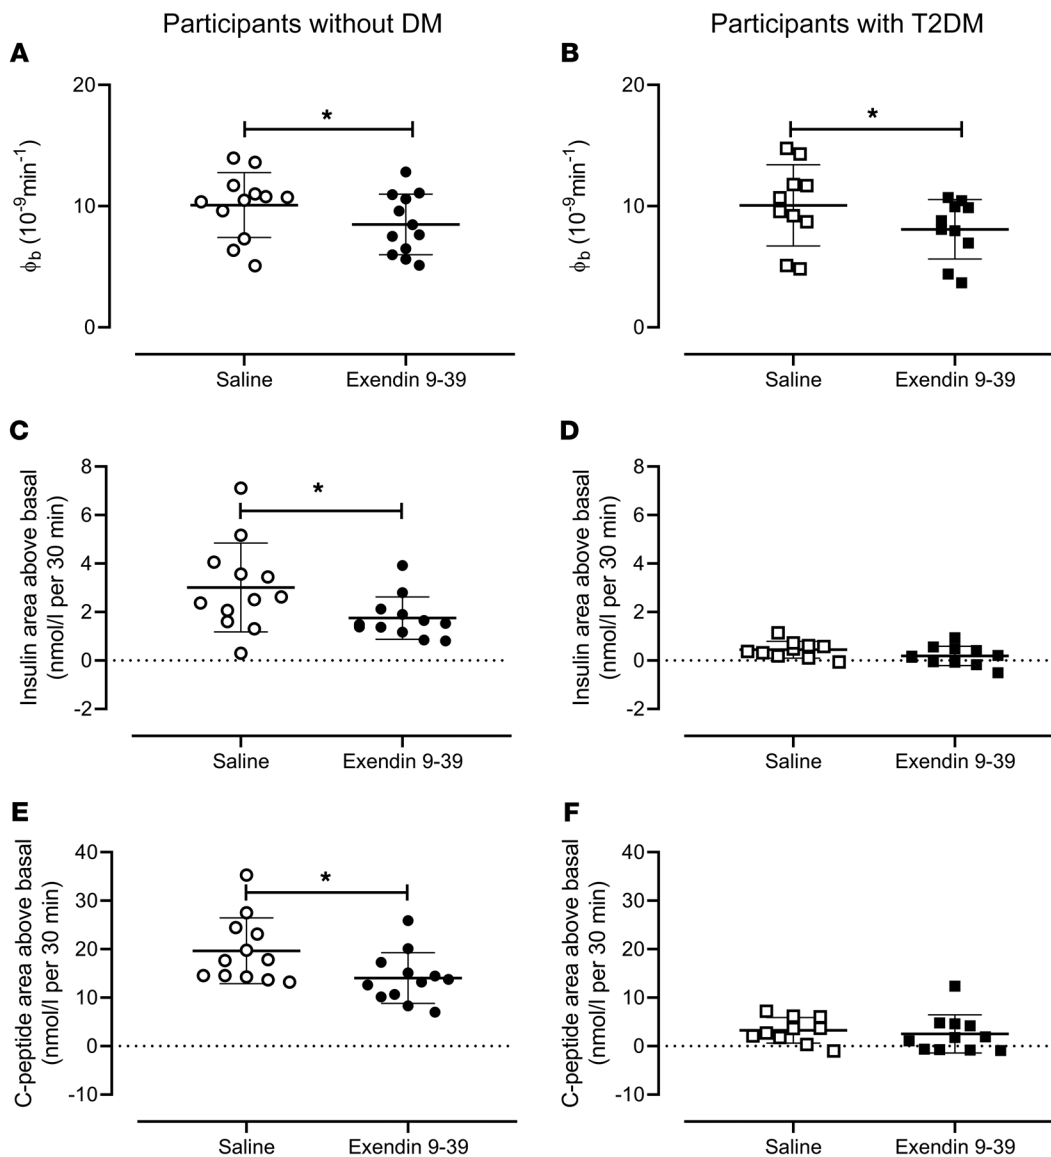 Participants without DM
Participants with T2DM
A
B
20
10
0
ϕb (10-9min-1)
*
Saline
Exendin 9-39
20
10
0
ϕb (10-9min-1)
*
Saline
Exendin 9-39
C
D
8
6
4
2
0
-2
Insulin area above basal
(nmol/l per 30 min)
*
Saline
Exendin 9-39
8
6
4
2
0
-2
Insulin area above basal
(nmol/l per 30 min)
Saline
Exendin 9-39
E
F
40
30
20
10
0
-10
C-peptide area above basal
(nmol/l per 30 min)
*
Saline
Exendin 9-39
40
30
20
10
0
-10
C-peptide area above basal
(nmol/l per 30 min)
Saline
Exendin 9-39